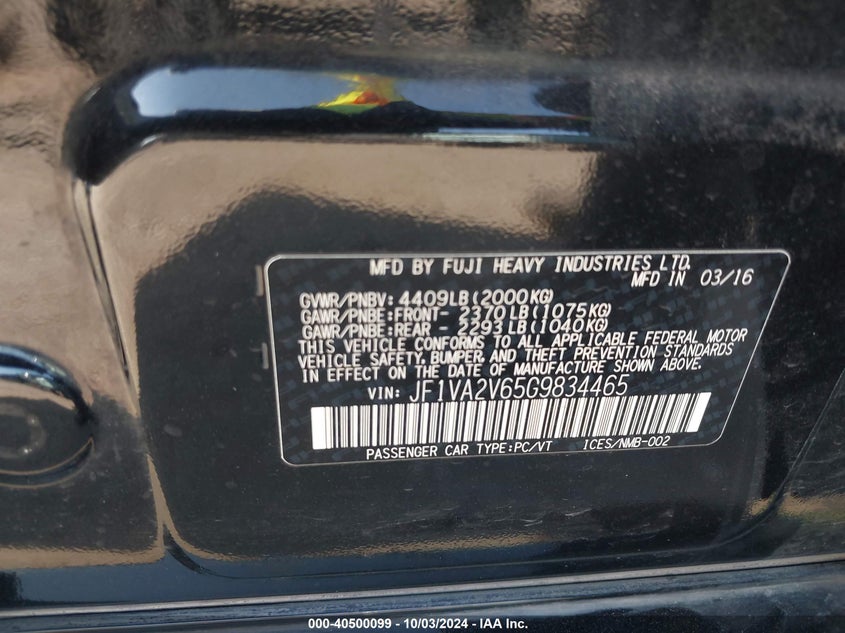 MFD BY FUJI HEAVY INDUSTRIES LTD.
MFD IN 03/16
GVWR/PNBV: 4409LB(2000KG)
GAWR/PNBE:FRONT- 2370LB(1075KG)
GAWR/PNBE:REAR - 2293LB(1040KG)
THIS VEHICLE CONFORMS TO ALL APPLICABLE FEDERAL MOTOR
VEHICLE SAFETY, BUMPER, AND THEFT PREVENTION STANDARDS
IN EFFECT ON THE DATE OF MANUFACTURE SHOWN ABOVE.
VIN: JF1VA2V65G9834465
PASSENGER CAR TYPE:PC/VT ICES/NMB-002
000-40500099 - 10/03/2024 - IAA Inc.